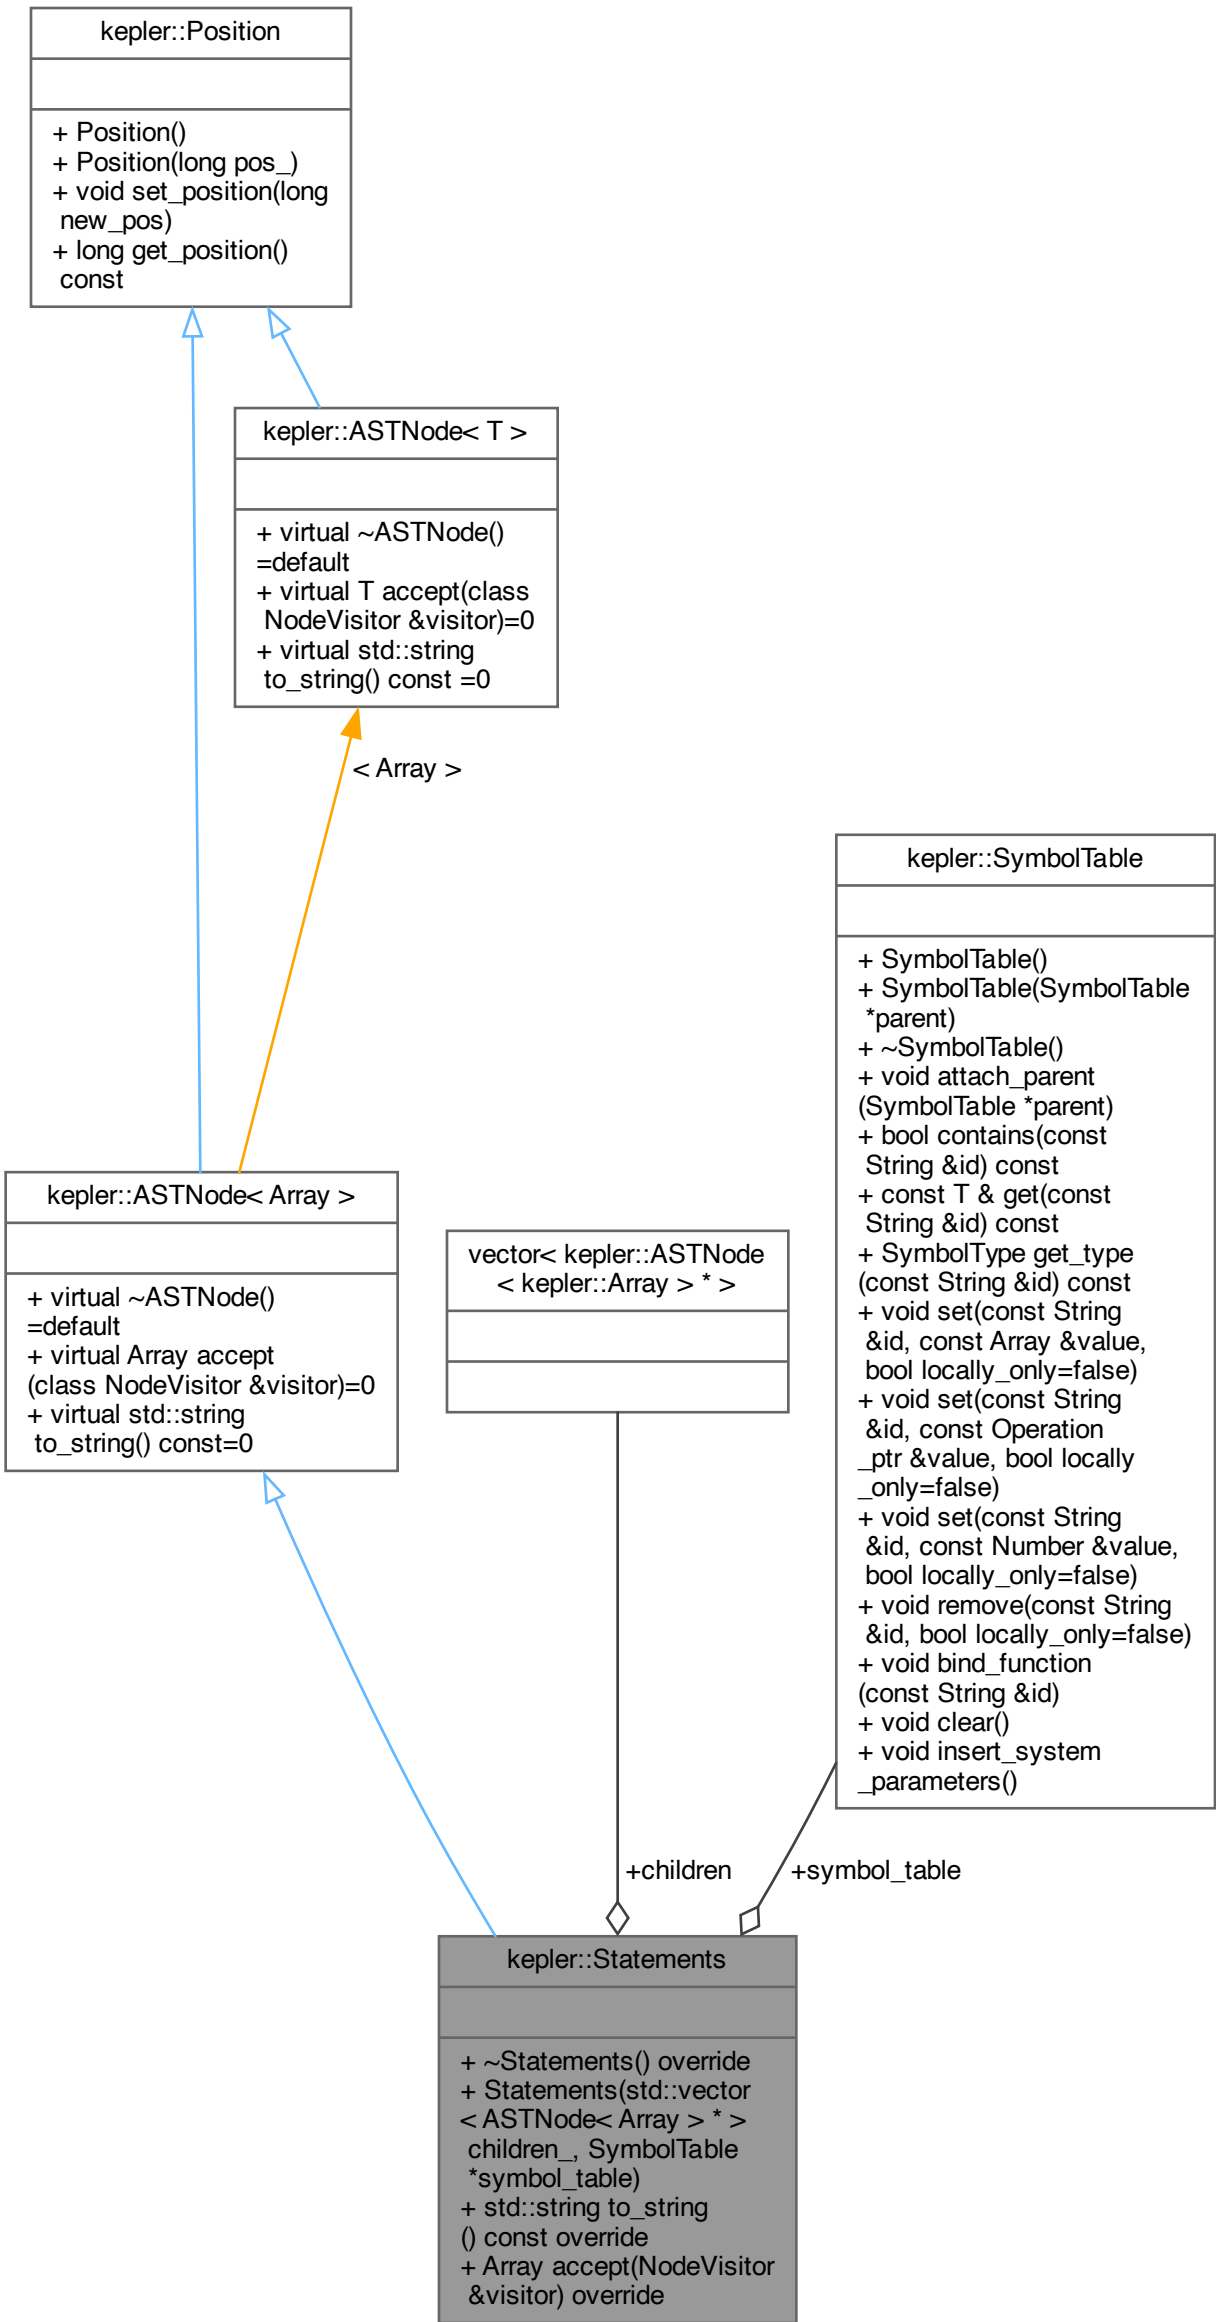 kepler::Position
+ Position()
+ Position(long pos_)
+ void set_position(long
new_pos)
+ long get_position()
const
kepler::ASTNode< T >
+ virtual ~ASTNode()
=default
+ virtual T accept(class
NodeVisitor &visitor)=0
+ virtual std::string
to_string() const =0
< Array >
kepler::SymbolTable
+ SymbolTable()
+ SymbolTable(SymbolTable
*parent)
+ ~SymbolTable()
+ void attach_parent
(SymbolTable *parent)
+ bool contains(const
String &id) const
+ const T & get(const
String &id) const
+ SymbolType get_type
(const String &id) const
+ void set(const String
&id, const Array &value,
bool locally_only=false)
+ void set(const String
&id, const Operation
_ptr &value, bool locally
_only=false)
+ void set(const String
&id, const Number &value,
bool locally_only=false)
+ void remove(const String
&id, bool locally_only=false)
+ void bind_function
(const String &id)
+ void clear()
+ void insert_system
_parameters()
kepler::ASTNode< Array >
+ virtual ~ASTNode()
=default
+ virtual Array accept
(class NodeVisitor &visitor)=0
+ virtual std::string
to_string() const=0
vector< kepler::ASTNode
< kepler::Array > * >
+children
+symbol_table
kepler::Statements
+ ~Statements() override
+ Statements(std::vector
< ASTNode< Array > * >
children_, SymbolTable
*symbol_table)
+ std::string to_string
() const override
+ Array accept(NodeVisitor
&visitor) override